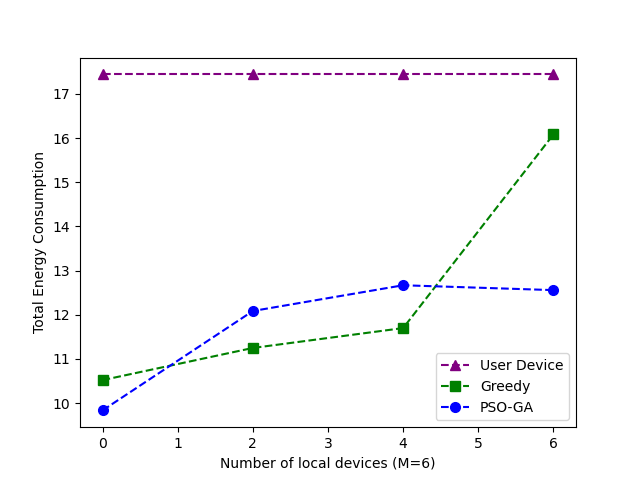 Total Energy Consumption
17
16
15
14
13
12
11
10
0 1 2 3 4 5 6
Number of local devices (M=6)
User Device
Greedy
PSO-GA